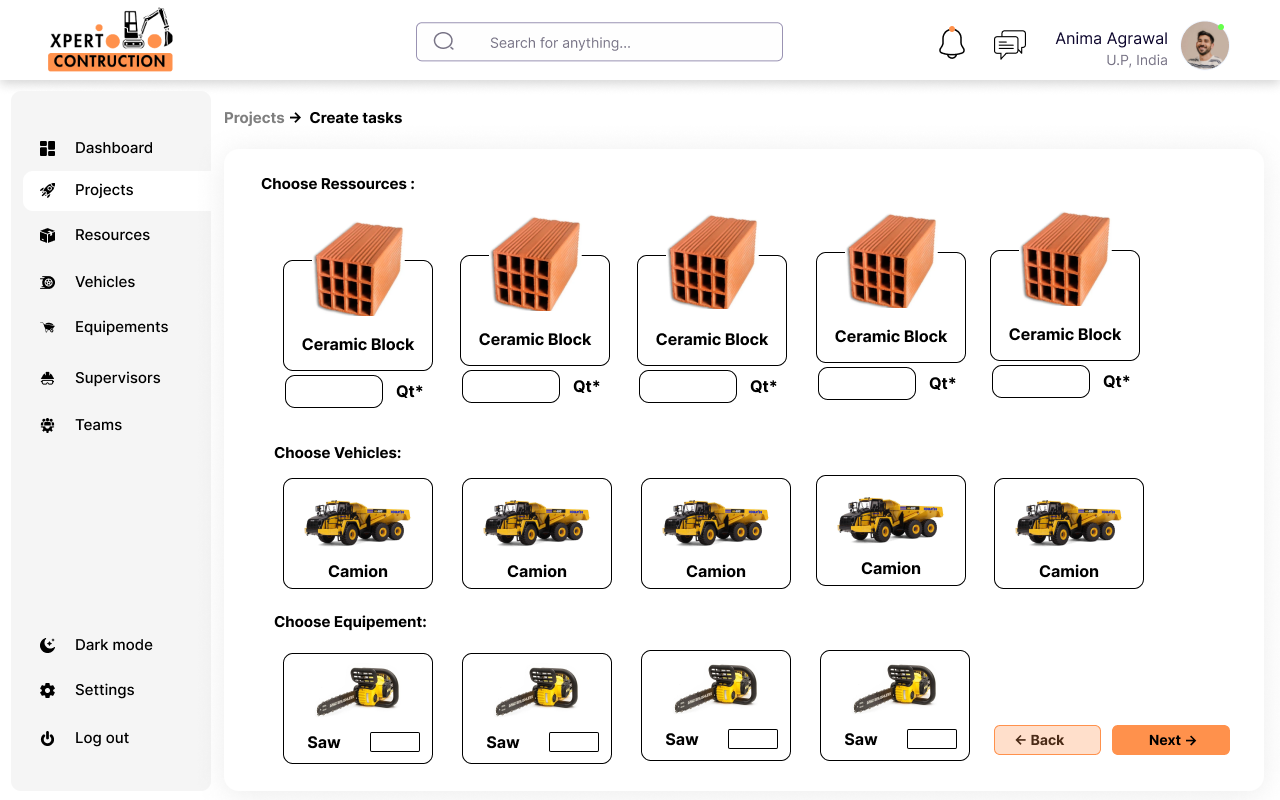 XPERT
CONTRUCTION
Search for anything...
Anima Agrawal
U.P, India
Dashboard
Projects
Resources
Vehicles
Equipements
Supervisors
Teams
Dark mode
Settings
Log out
Projects → Create tasks
Choose Ressources :
Ceramic Block
Ceramic Block
Ceramic Block
Ceramic Block
Ceramic Block
Qt*
Qt*
Qt*
Qt*
Qt*
Choose Vehicles:
Camion
Camion
Camion
Camion
Camion
Choose Equipement:
Saw
Saw
Saw
Saw
← Back
Next →